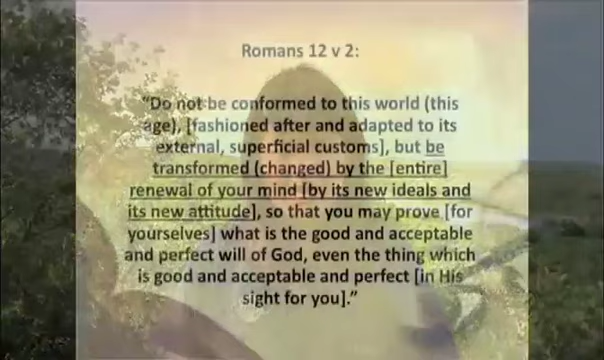 Romans 12 v 2:
“Do not be conformed to this world (this
age), [fashioned after and adapted to its
external, superficial customs], but be
transformed (changed) by the [entire]
renewal of your mind [by its new ideals and
its new attitude], so that you may prove [for
yourselves] what is the good and acceptable
and perfect will of God, even the thing which
is good and acceptable and perfect [in His
sight for you].”